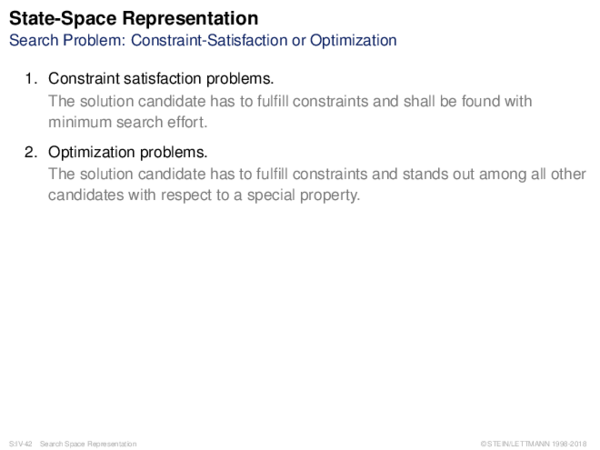 State-Space Representation
Search Problem: Constraint-Satisfaction or Optimization
1. Constraint satisfaction problems.
The solution candidate has to fulfill constraints and shall be found with
minimum search effort.
2. Optimization problems.
The solution candidate has to fulfill constraints and stands out among all other
candidates with respect to a special property.
S:IV-42 Search Space Representation
©STEIN/LETTMANN 1998-2018